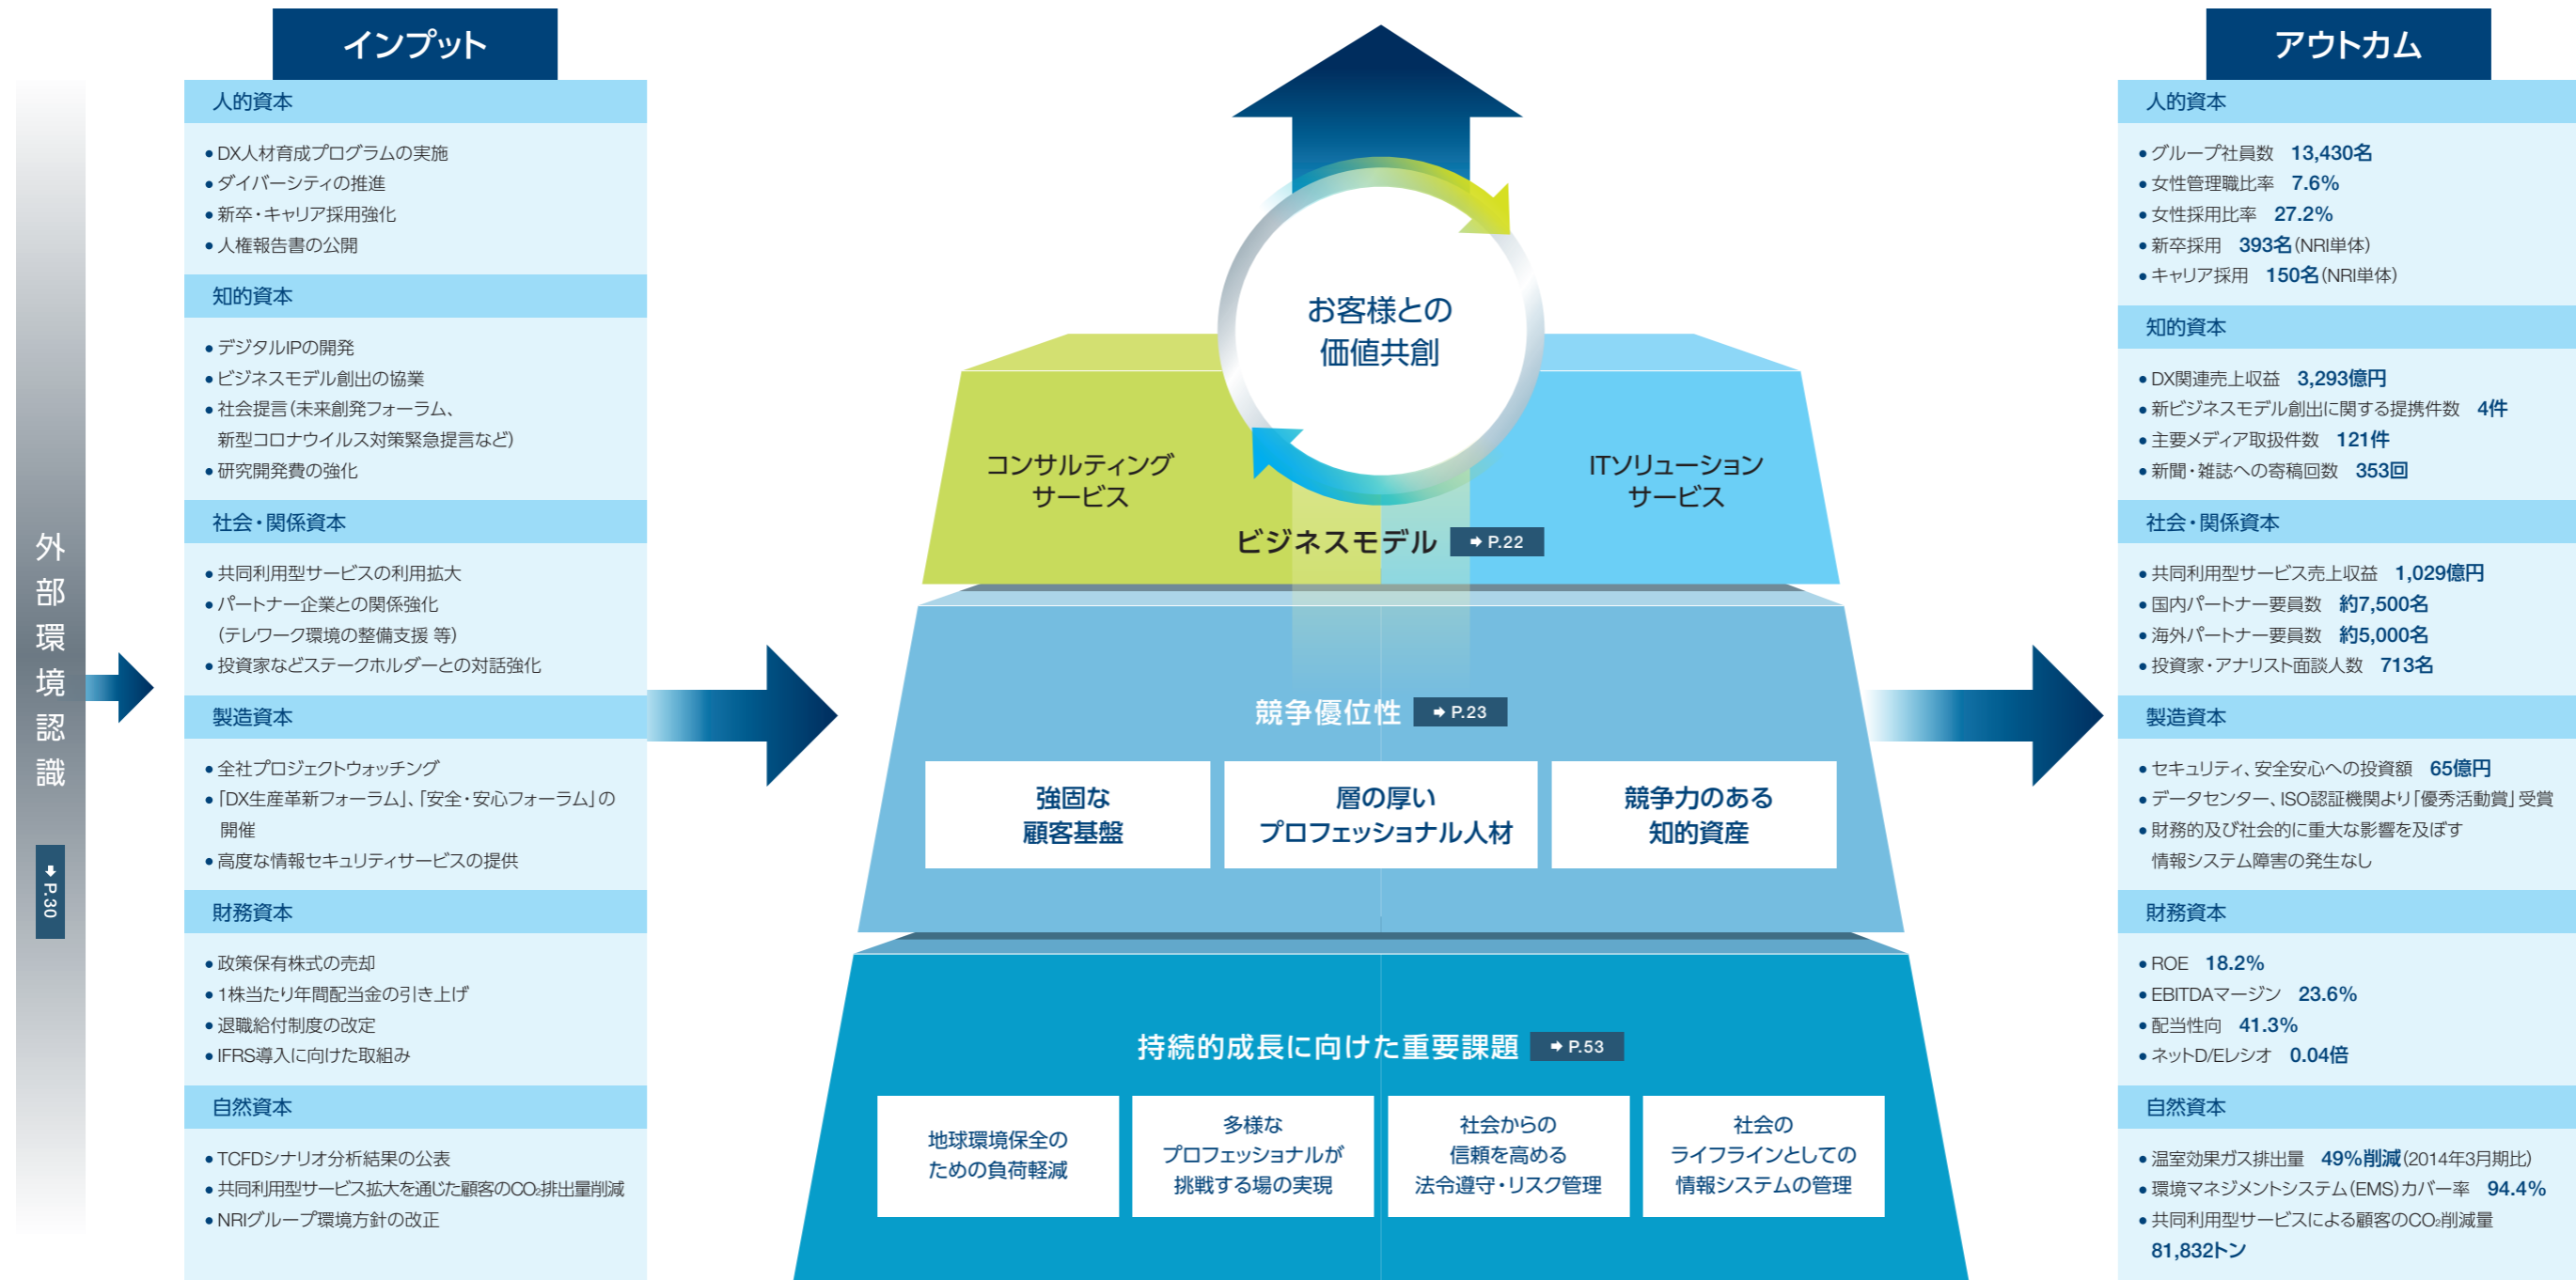 外部環境認識
➡ P.30
インプット
人的資本
● DX人材育成プログラムの実施
● ダイバーシティの推進
● 新卒・キャリア採用強化
● 人権報告書の公開
知的資本
● デジタルIPの開発
● ビジネスモデル創出の協業
● 社会提言（未来創発フォーラム、
新型コロナウイルス対策緊急提言など）
● 研究開発費の強化
社会・関係資本
● 共同利用型サービスの利用拡大
● パートナー企業との関係強化
（テレワーク環境の整備支援 等）
● 投資家などステークホルダーとの対話強化
製造資本
● 全社プロジェクトウォッチング
● 「DX生産革新フォーラム」、「安全・安心フォーラム」の
開催
● 高度な情報セキュリティサービスの提供
財務資本
● 政策保有株式の売却
● 1株当たり年間配当金の引き上げ
● 退職給付制度の改定
● IFRS導入に向けた取組み
自然資本
● TCFDシナリオ分析結果の公表
● 共同利用型サービス拡大を通じた顧客のCO₂排出量削減
● NRIグループ環境方針の改正
お客様との
価値共創
コンサルティング
サービス
ITソリューション
サービス
ビジネスモデル ➡ P.22
競争優位性 ➡ P.23
強固な
顧客基盤
層の厚い
プロフェッショナル人材
競争力のある
知的資産
持続的成長に向けた重要課題 ➡ P.53
地球環境保全の
ための負荷軽減
多様な
プロフェッショナルが
挑戦する場の実現
社会からの
信頼を高める
法令遵守・リスク管理
社会の
ライフラインとしての
情報システムの管理
アウトカム
人的資本
● グループ社員数 13,430名
● 女性管理職比率 7.6%
● 女性採用比率 27.2%
● 新卒採用 393名（NRI単体）
● キャリア採用 150名（NRI単体）
知的資本
● DX関連売上収益 3,293億円
● 新ビジネスモデル創出に関する提携件数 4件
● 主要メディア取扱件数 121件
● 新聞・雑誌への寄稿回数 353回
社会・関係資本
● 共同利用型サービス売上収益 1,029億円
● 国内パートナー要員数 約7,500名
● 海外パートナー要員数 約5,000名
● 投資家・アナリスト面談人数 713名
製造資本
● セキュリティ、安全安心への投資額 65億円
● データセンター、ISO認証機関より「優秀活動賞」受賞
● 財務的及び社会的に重大な影響を及ぼす
情報システム障害の発生なし
財務資本
● ROE 18.2%
● EBITDAマージン 23.6%
● 配当性向 41.3%
● ネットD/Eレシオ 0.04倍
自然資本
● 温室効果ガス排出量 49%削減（2014年3月期比）
● 環境マネジメントシステム（EMS）カバー率 94.4%
● 共同利用型サービスによる顧客のCO₂削減量
81,832トン